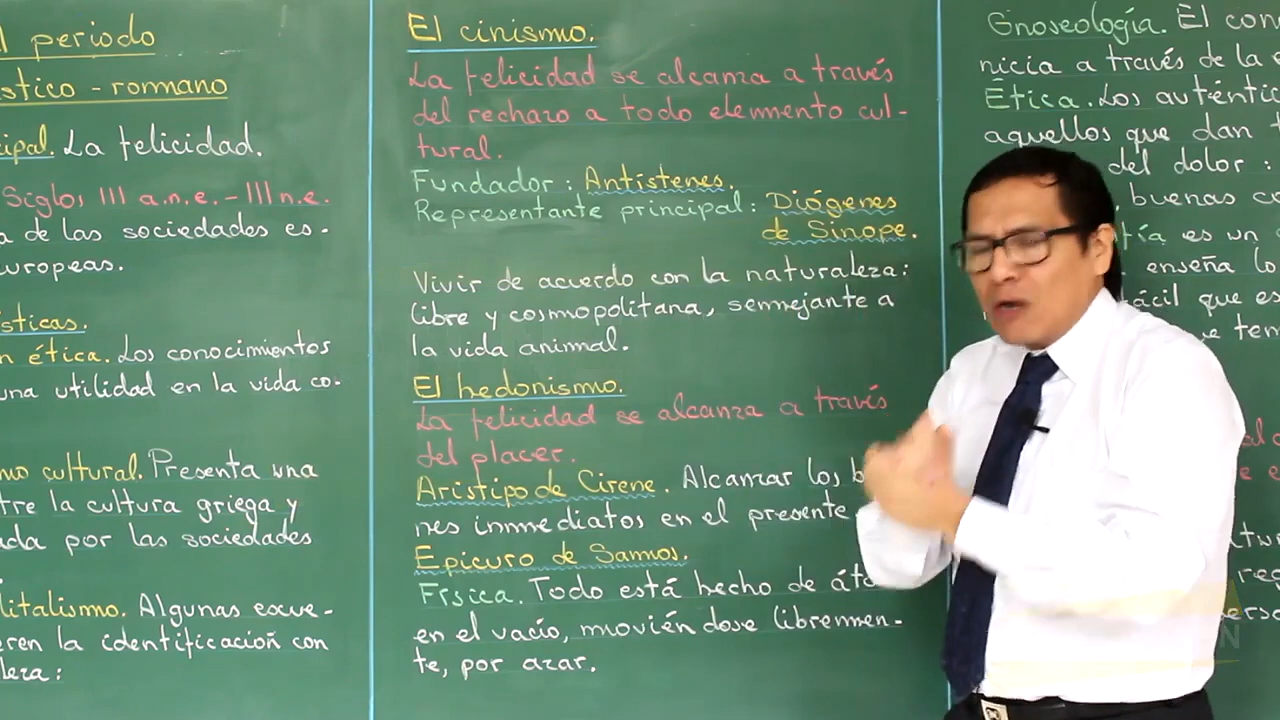 l periodo
stico - romano
ipal. La felicidad.
Siglos III a.n.e. - III n.e.
a de las sociedades es-
uropeas.
ísticas.
n ética. Los conocimientos
una utilidad en la vida co-
mo cultural. Presenta una
tre la cultura griega y
ada por las sociedades
litalismo. Algunas escue-
eren la identificación con
leza:
El cinismo.
La felicidad se alcanza a través
del rechazo a todo elemento cul-
tural.
Fundador: Antístenes.
Representante principal: Diógenes
de Sinope.
Vivir de acuerdo con la naturaleza:
libre y cosmopolitana, semejante a
la vida animal.
El hedonismo.
La felicidad se alcanza a través
del placer.
Aristipo de Cirene. Alcanzar los b
nes inmediatos en el presente
Epicuro de Samos.
Física. Todo está hecho de áto
en el vacío, moviéndose libremen-
te, por azar.
Gnoseología. El con
nicia a través de la
Ética. Los auténtic
aquellos que dan
del dolor:
buenas cu
fía es un
enseña lo
ácil que es
ue tem